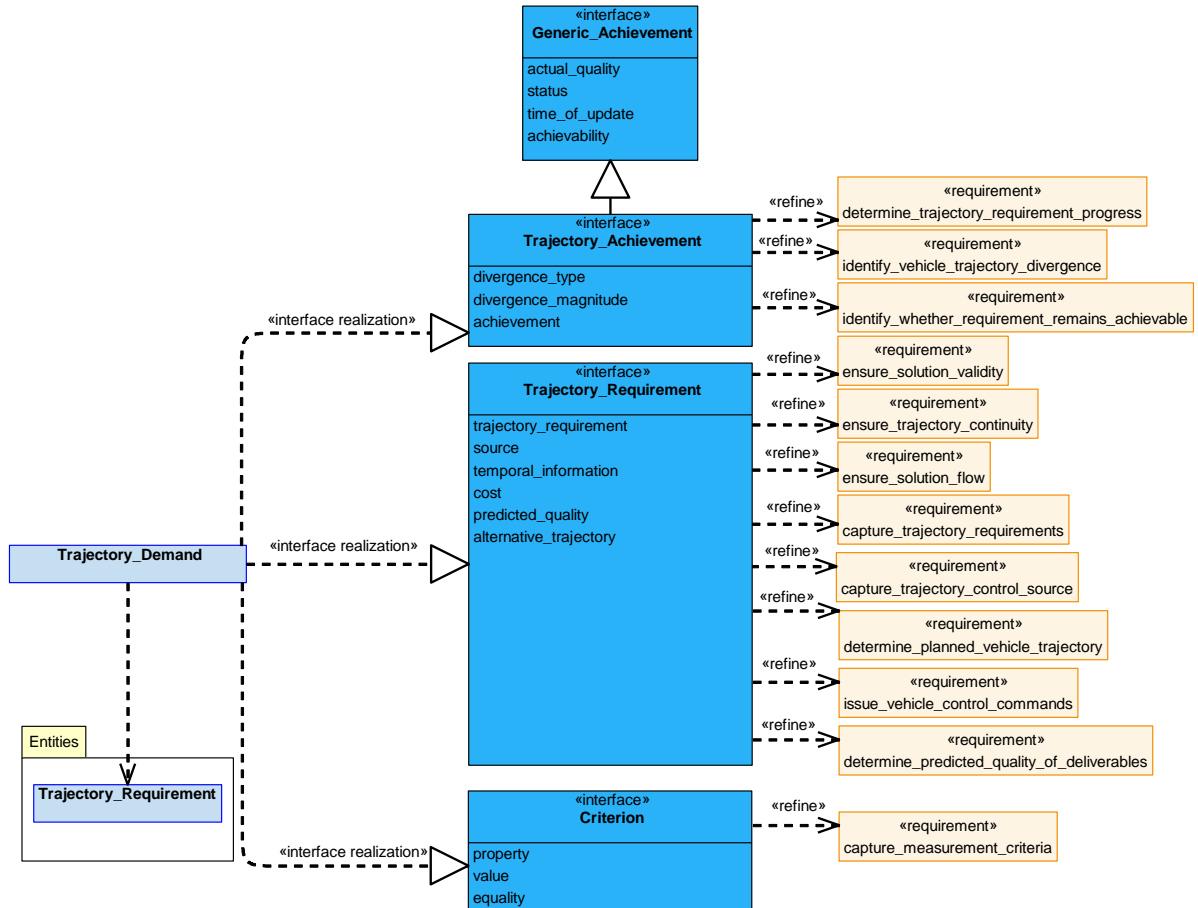 «interface»
Generic_Achievement
actual_quality
status
time_of_update
achievability
«interface»
Trajectory_Achievement
divergence_type
divergence_magnitude
achievement
«refine»
«requirement»
determine_trajectory_requirement_progress
«refine»
«requirement»
identify_vehicle_trajectory_divergence
«refine»
«requirement»
identify_whether_requirement_remains_achievable
«interface realization»
«interface»
Trajectory_Requirement
trajectory_requirement
source
temporal_information
cost
predicted_quality
alternative_trajectory
«refine»
«requirement»
ensure_solution_validity
«refine»
«requirement»
ensure_trajectory_continuity
«refine»
«requirement»
ensure_solution_flow
«refine»
«requirement»
capture_trajectory_requirements
«refine»
«requirement»
capture_trajectory_control_source
«refine»
«requirement»
determine_planned_vehicle_trajectory
«refine»
«requirement»
issue_vehicle_control_commands
«refine»
«requirement»
determine_predicted_quality_of_deliverables
Trajectory_Demand
«interface realization»
Entities
Trajectory_Requirement
«interface realization»
«interface»
Criterion
property
value
equality
«refine»
«requirement»
capture_measurement_criteria